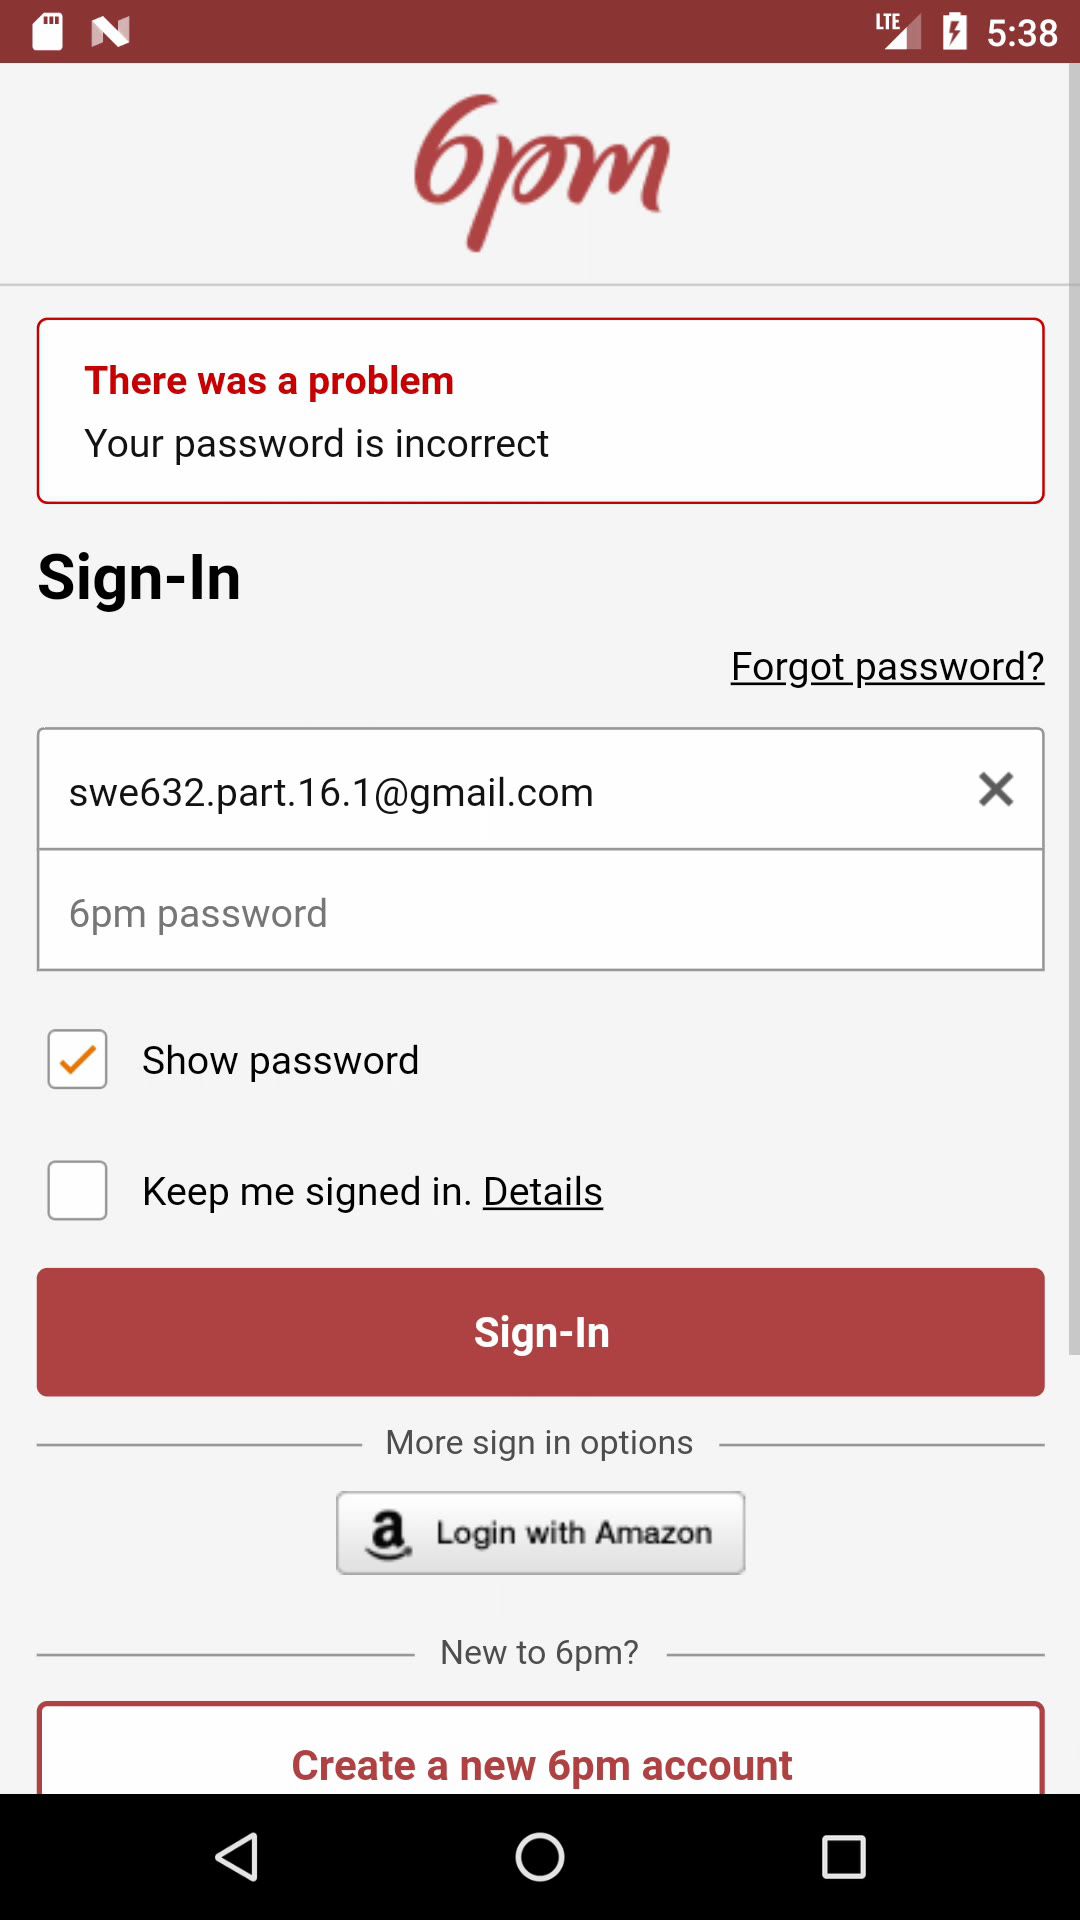 LTE 5:38
6pm
There was a problem
Your password is incorrect
Sign-In
Forgot password?
swe632.part.16.1@gmail.com
6pm password
Show password
Keep me signed in. Details
Sign-In
More sign in options
a Login with Amazon
New to 6pm?
Create a new 6pm account